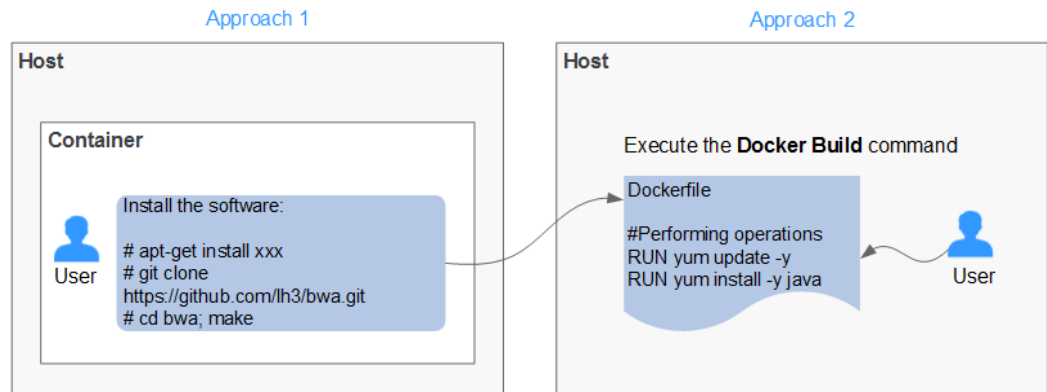 Approach 1
Host
Container
User
Install the software:
# apt-get install xxx
# git clone
https://github.com/lh3/bwa.git
# cd bwa; make
Approach 2
Host
Execute the Docker Build command
Dockerfile
#Performing operations
RUN yum update -y
RUN yum install -y java
User